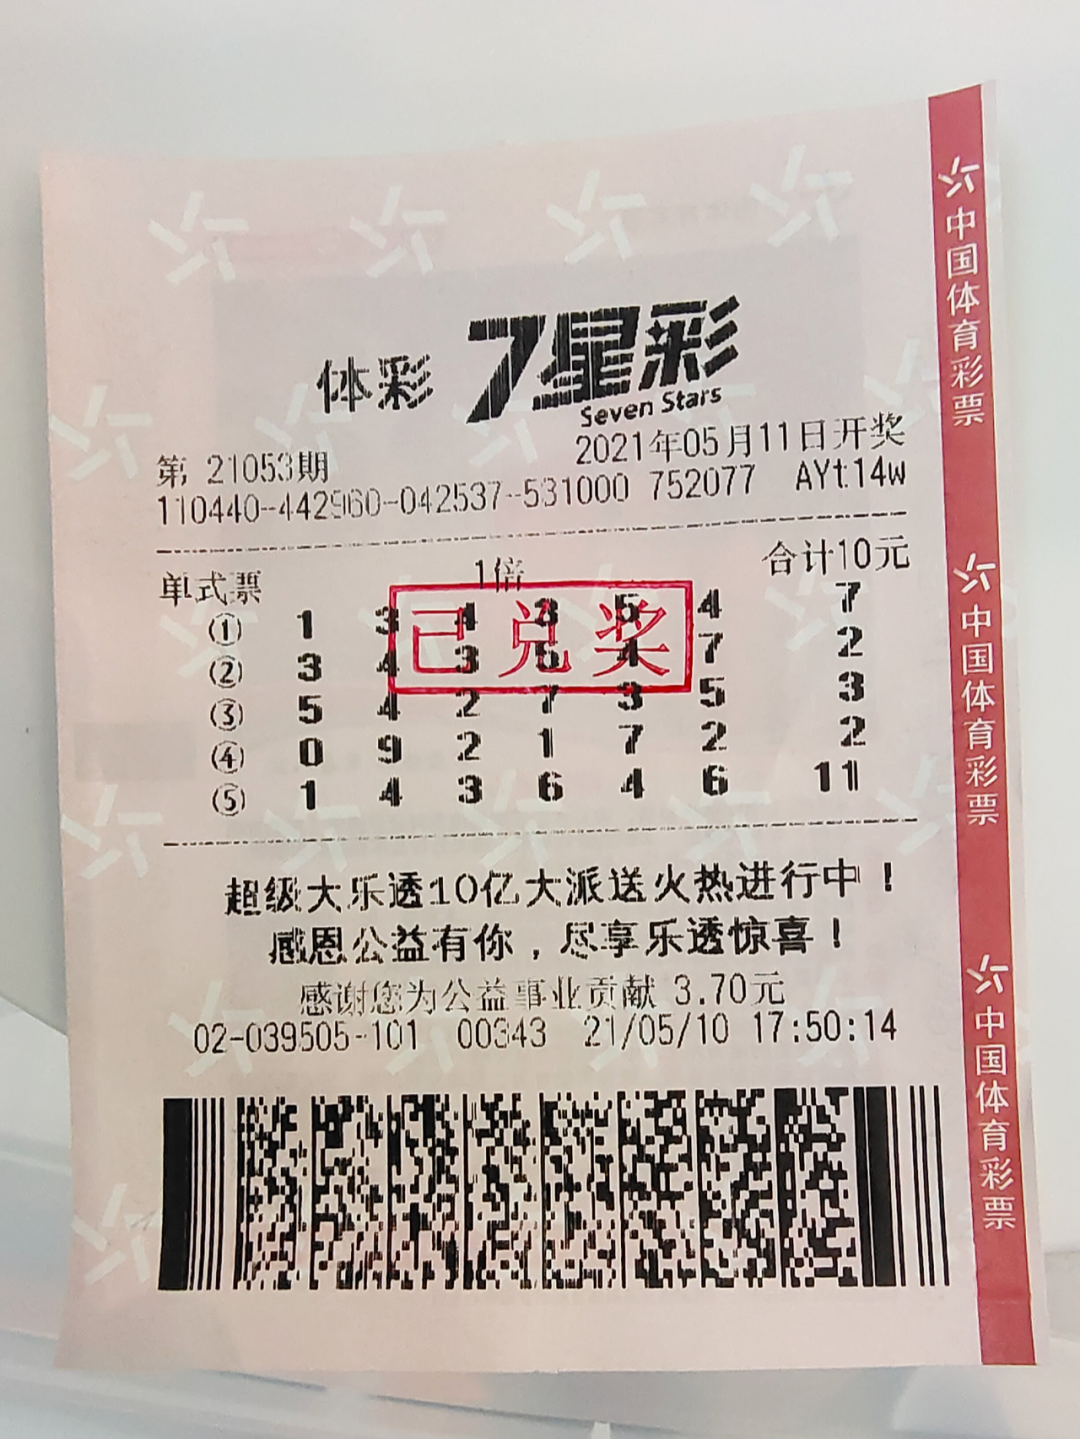 体彩 7星彩
Seven Stars
第 21053期 2021年05月11日开奖
110440-442960-042537-531000 752077 AYt14w
单式票 1倍 合计10元
① 1 3 4 3 5 4 7
② 3 4 3 5 4 7 2
③ 5 4 2 7 3 5 3
④ 0 9 2 1 7 2 2
⑤ 1 4 3 6 4 6 11
已兑奖
超级大乐透10亿大派送火热进行中！
感恩公益有你，尽享乐透惊喜！
感谢您为公益事业贡献 3.70元
02-039505-101 00343 21/05/10 17:50:14
中国体育彩票
中国体育彩票
中国体育彩票